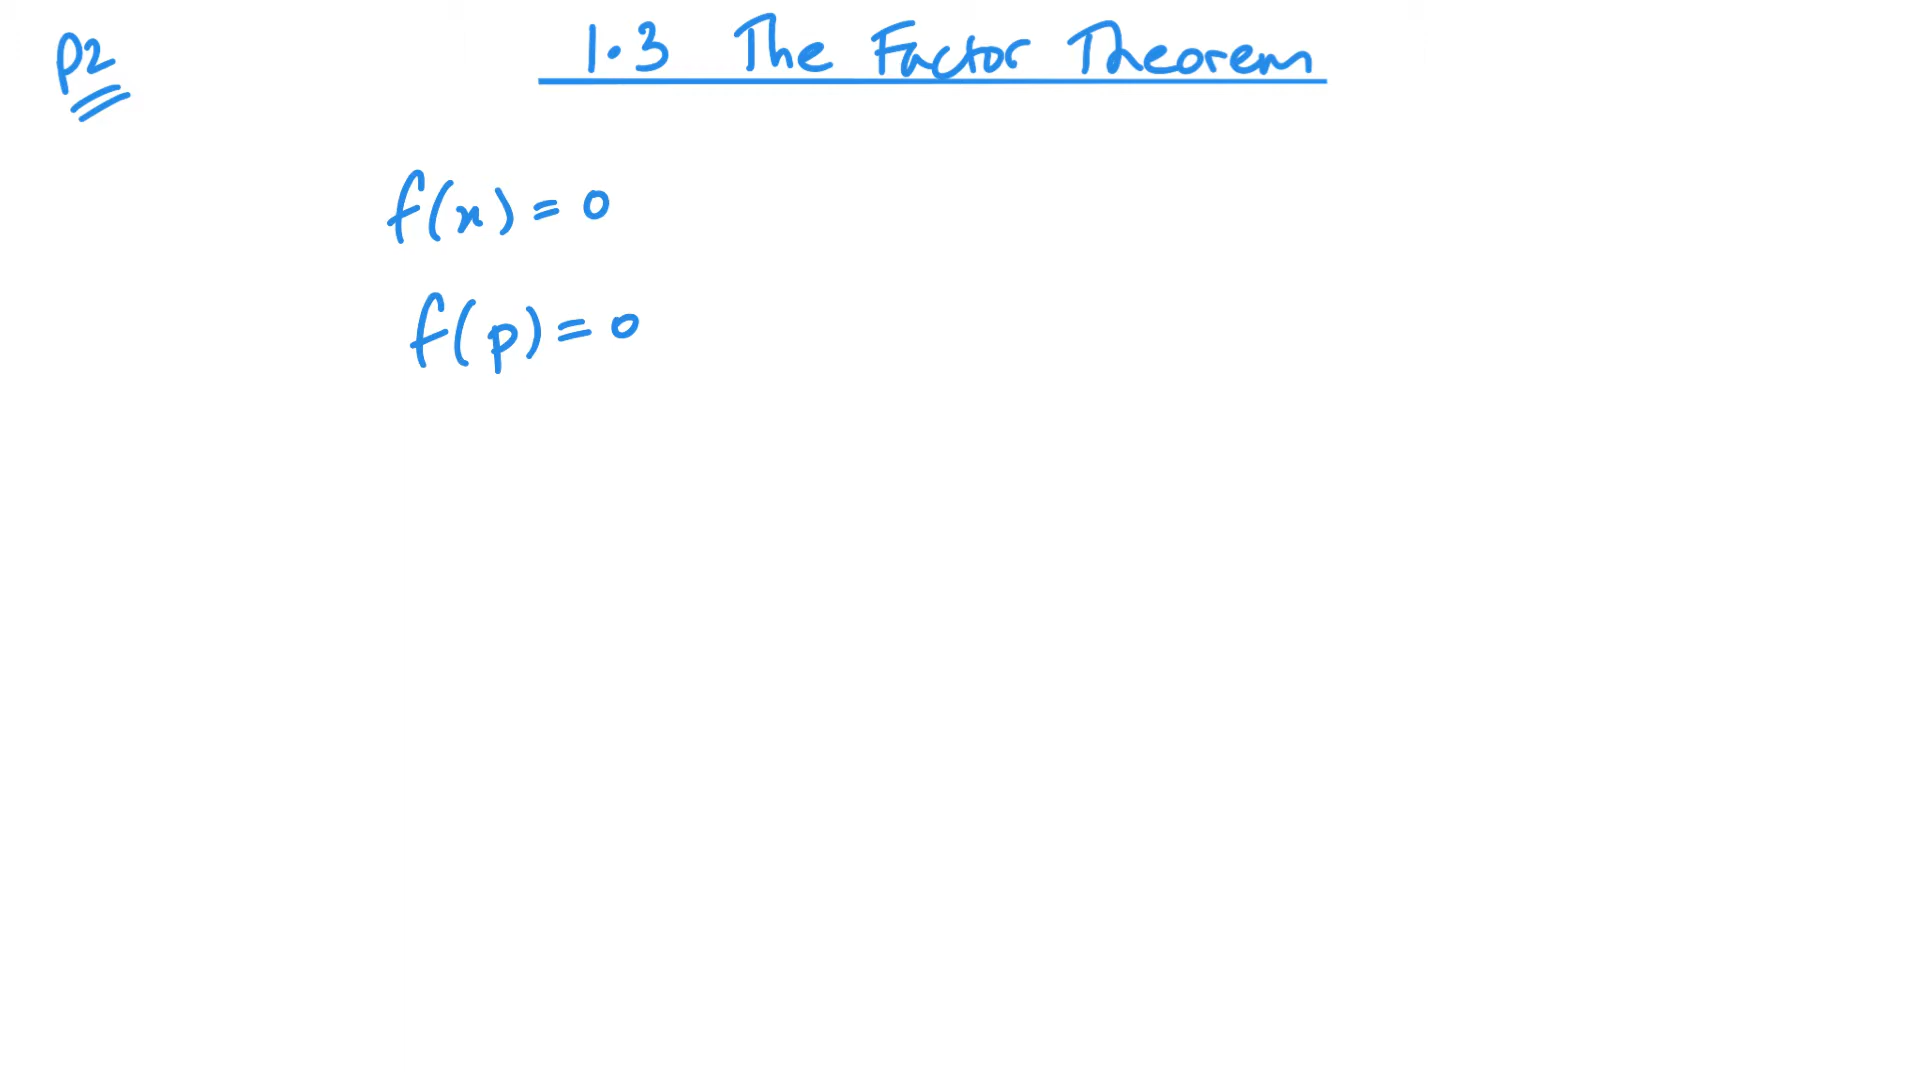 P2
1.3 The Factor Theorem
f(x) = 0
f(p) = 0